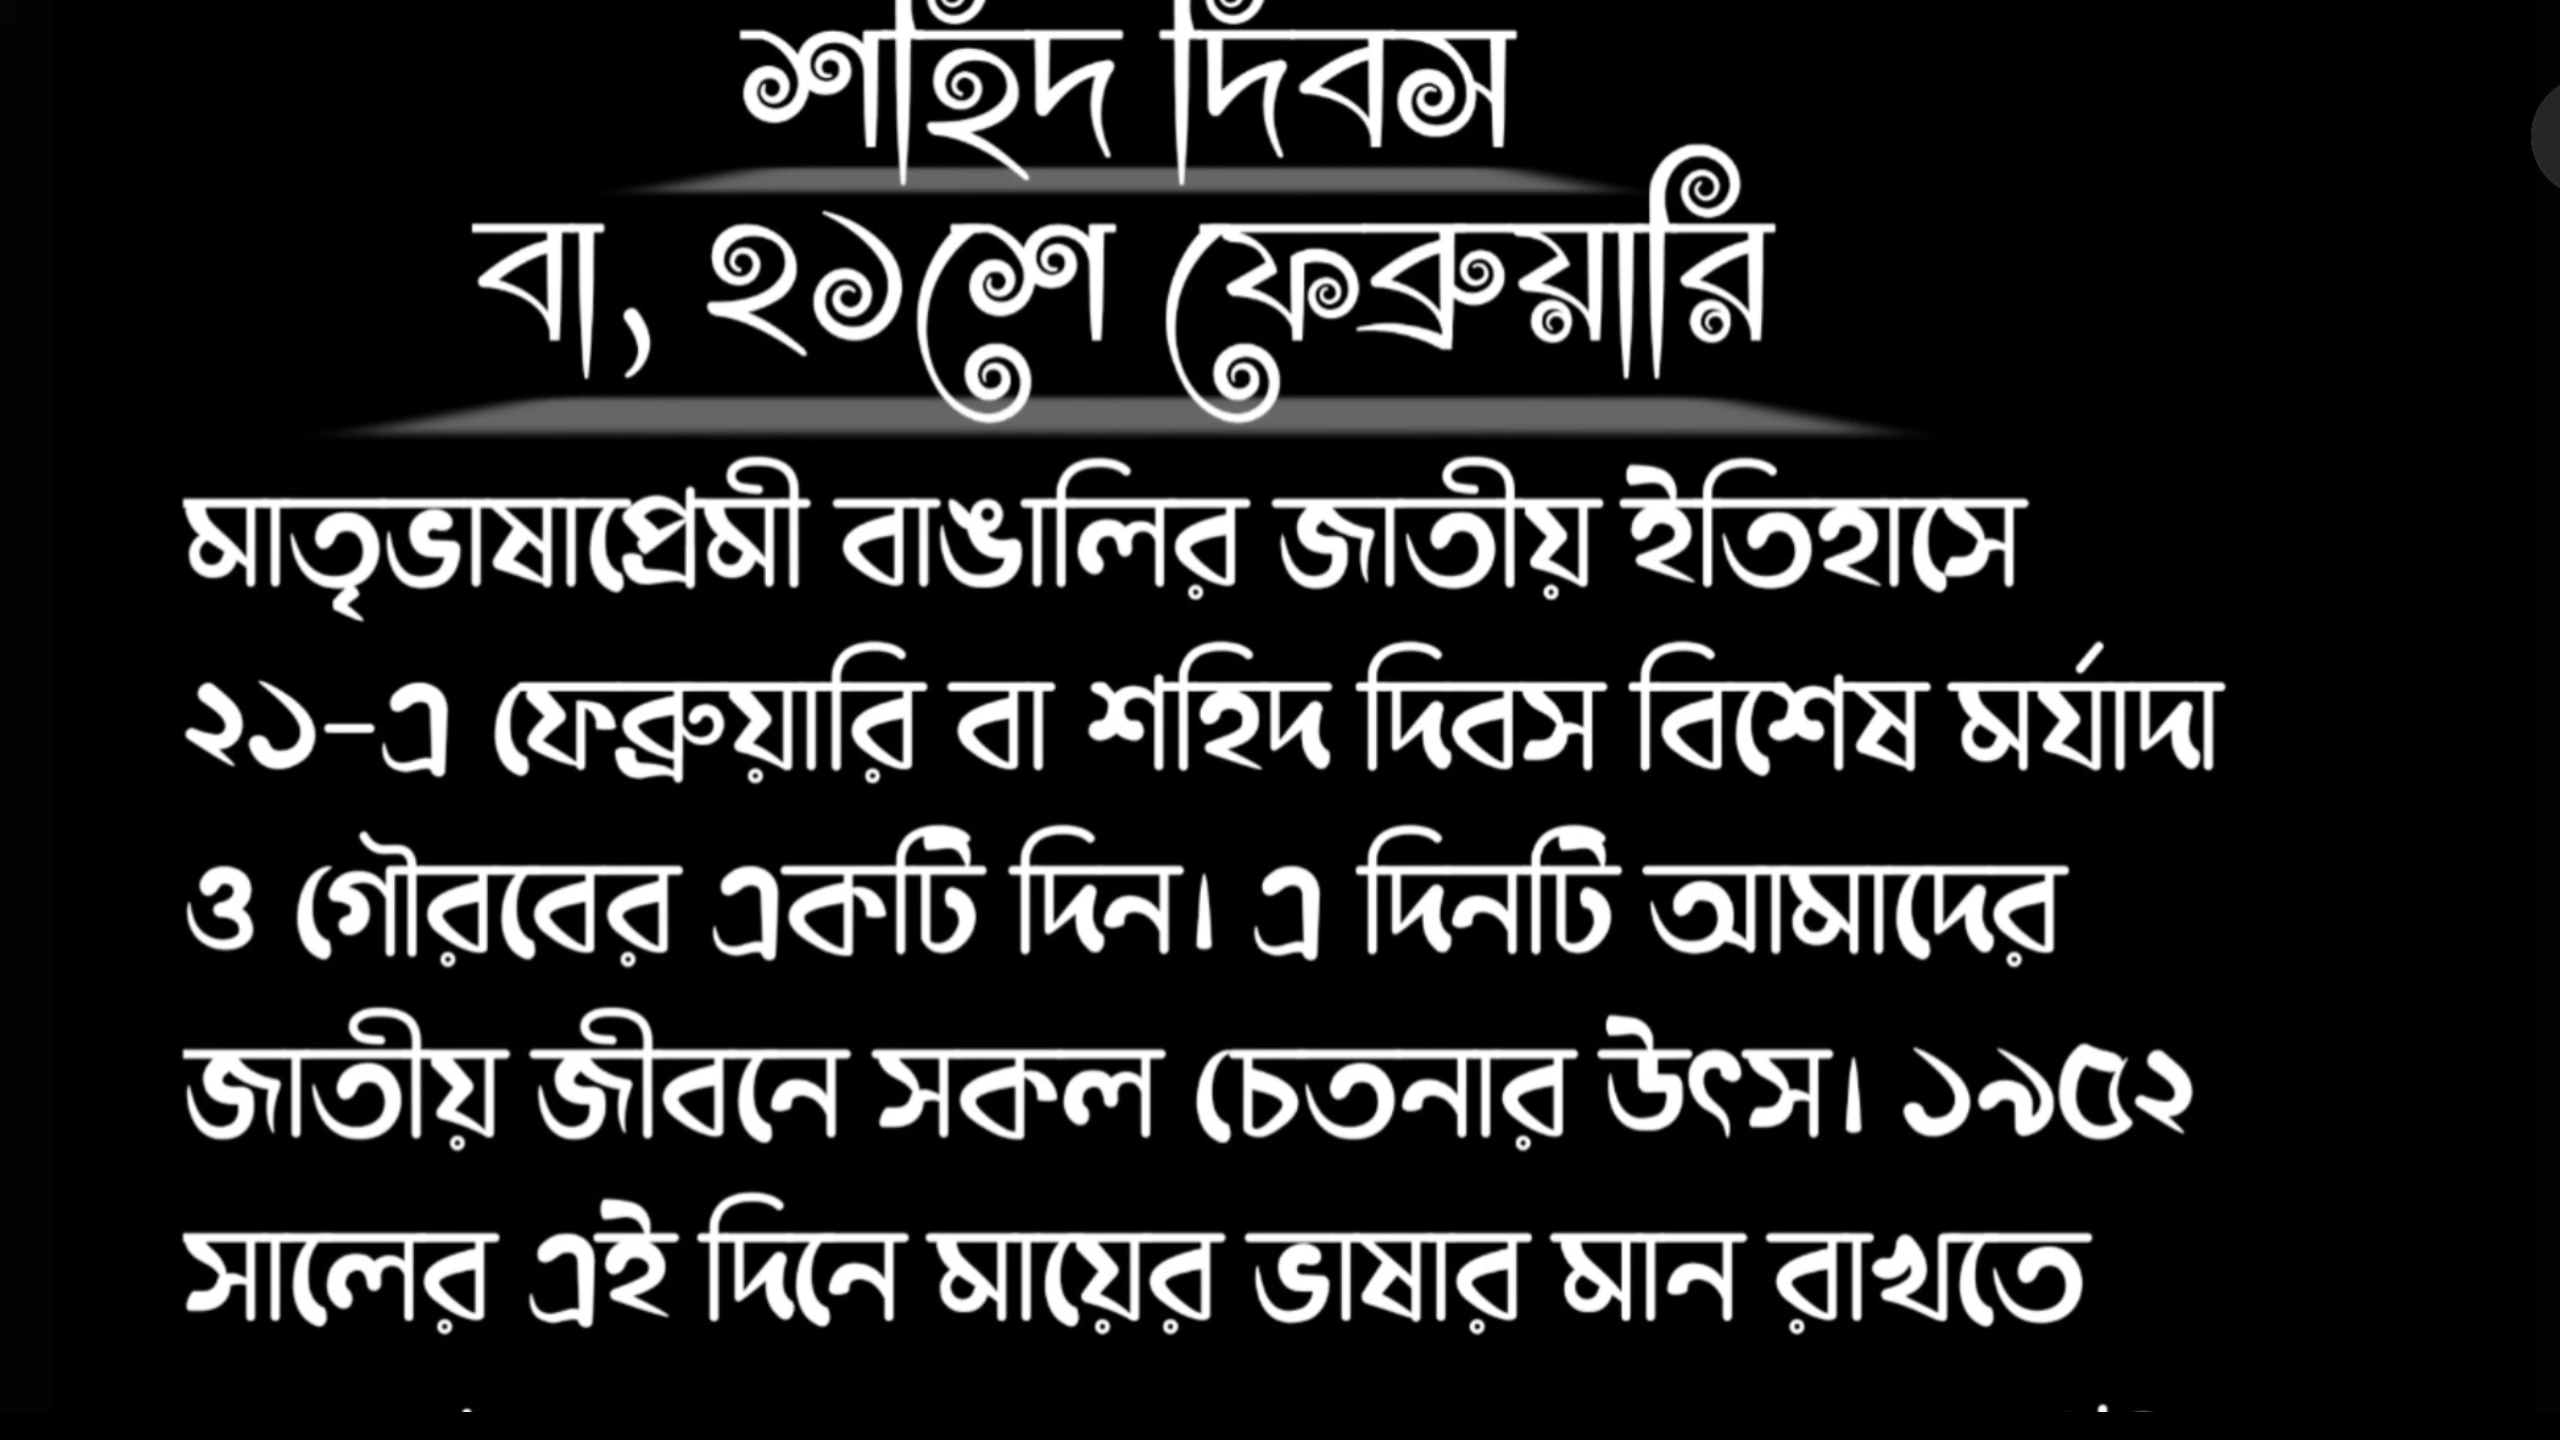 শহিদ দিবস
বা, ২১শে ফেব্রুয়ারি
মাতৃভাষাপ্রেমী বাঙালির জাতীয় ইতিহাসে
২১-এ ফেব্রুয়ারি বা শহিদ দিবস বিশেষ মর্যাদা
ও গৌরবের একটি দিন। এ দিনটি আমাদের
জাতীয় জীবনে সকল চেতনার উৎস। ১৯৫২
সালের এই দিনে মায়ের ভাষার মান রাখতে